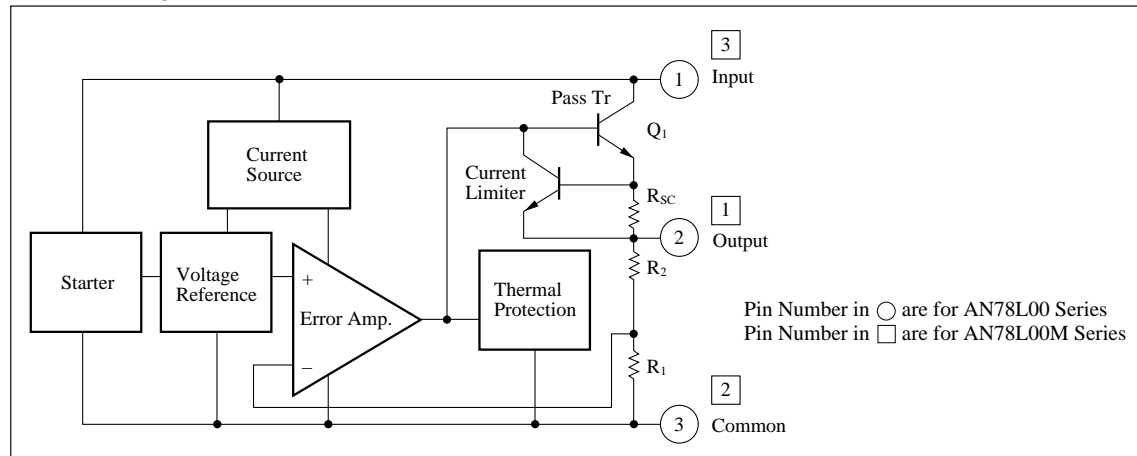 3
1
Input
Pass Tr
Q1
Current
Source
Current
Limiter
RSC
1
2
Output
Starter
Voltage
Reference
+
Error Amp.
−
Thermal
Protection
R2
Pin Number in ○ are for AN78L00 Series
Pin Number in □ are for AN78L00M Series
R1
2
3
Common